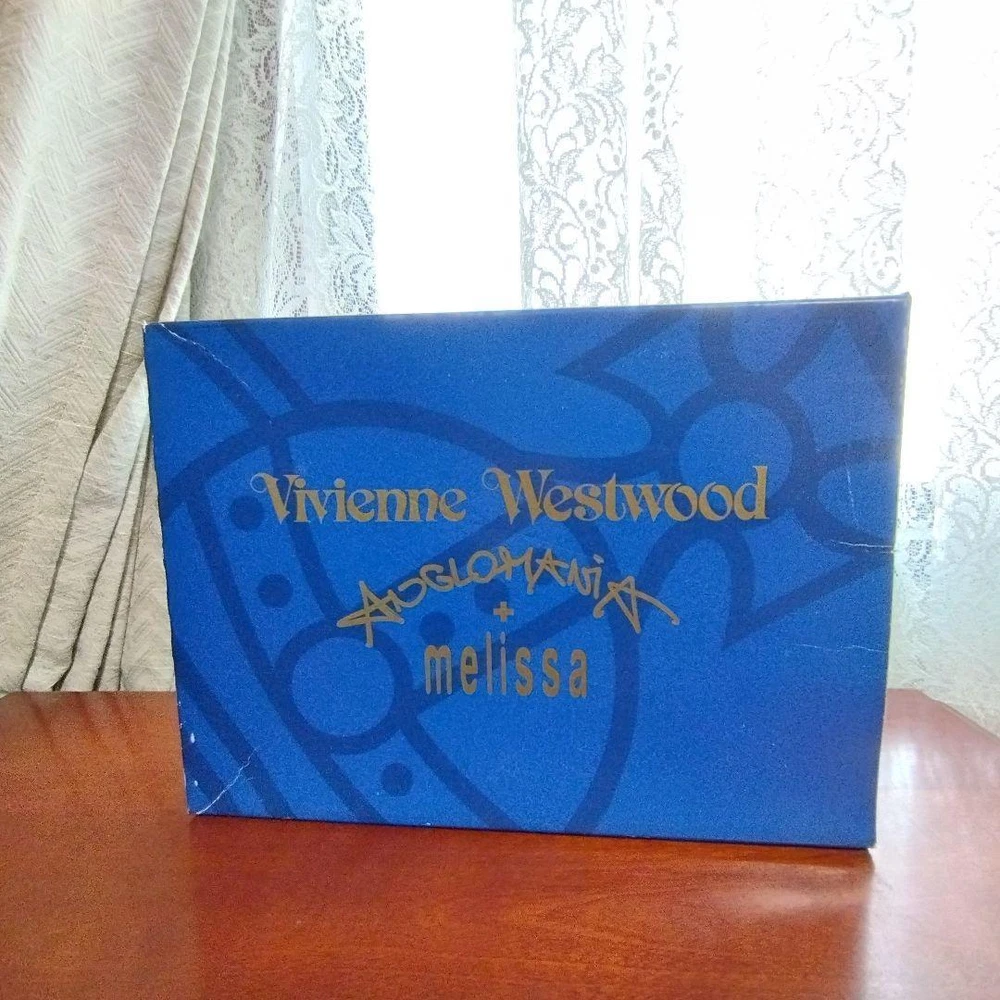 Vivienne Westwood
ANGLOMANiA
+
melissa